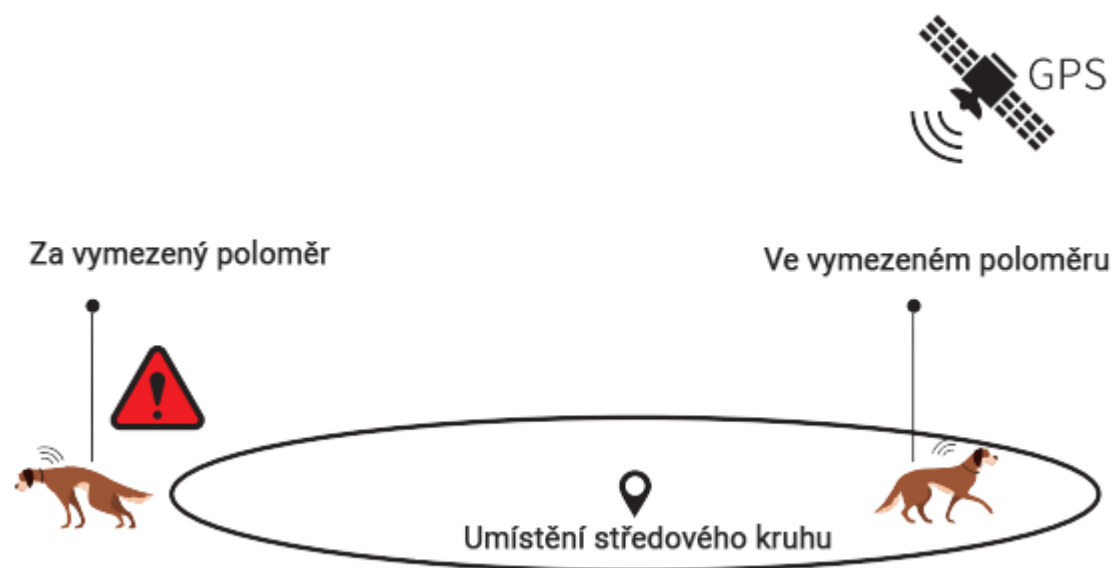 GPS
Za vymezený poloměr
Ve vymezeném poloměru
Umístění středového kruhu